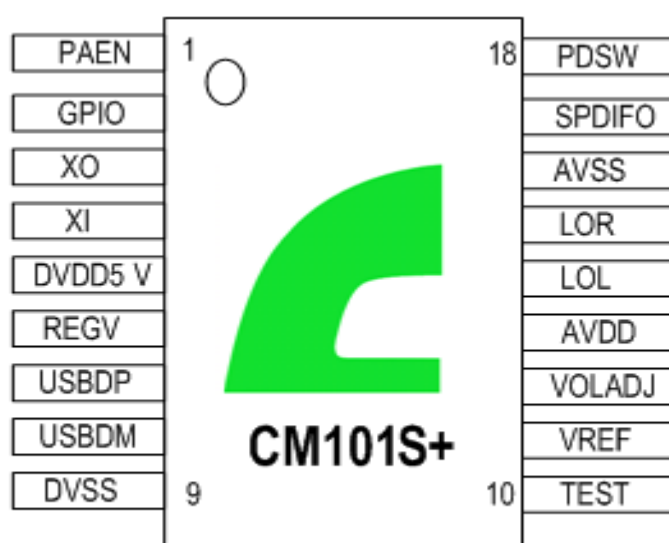 PAEN 1 18 PDSW
GPIO SPDIFO
XO AVSS
XI LOR
DVDD5 V LOL
REGV AVDD
USBDP VOLADJ
USBDM CM101S+ VREF
DVSS 9 10 TEST